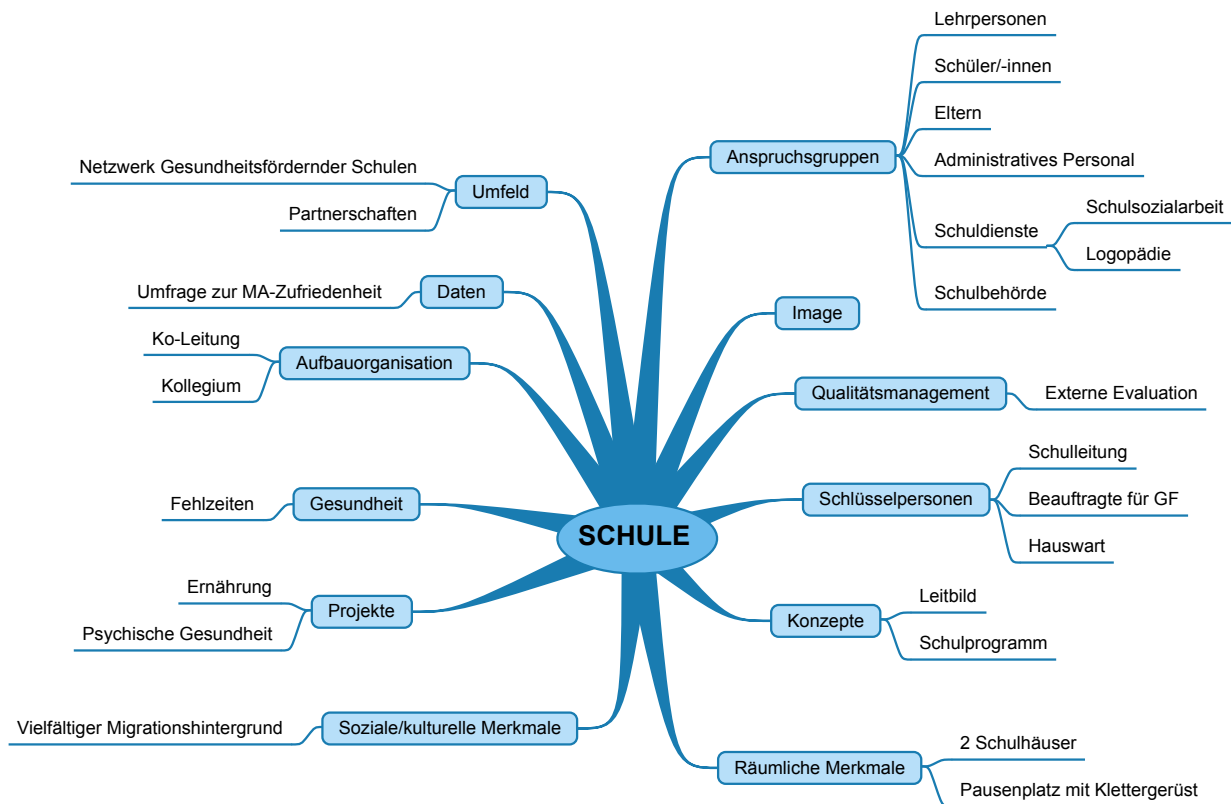 SCHULE
Anspruchsgruppen
Lehrpersonen
Schüler/-innen
Eltern
Administratives Personal
Schuldienste
Schulsozialarbeit
Logopädie
Schulbehörde
Image
Qualitätsmanagement
Externe Evaluation
Schlüsselpersonen
Schulleitung
Beauftragte für GF
Hauswart
Konzepte
Leitbild
Schulprogramm
Räumliche Merkmale
2 Schulhäuser
Pausenplatz mit Klettergerüst
Umfeld
Netzwerk Gesundheitsfördernder Schulen
Partnerschaften
Daten
Umfrage zur MA-Zufriedenheit
Aufbauorganisation
Ko-Leitung
Kollegium
Gesundheit
Fehlzeiten
Projekte
Ernährung
Psychische Gesundheit
Soziale/kulturelle Merkmale
Vielfältiger Migrationshintergrund